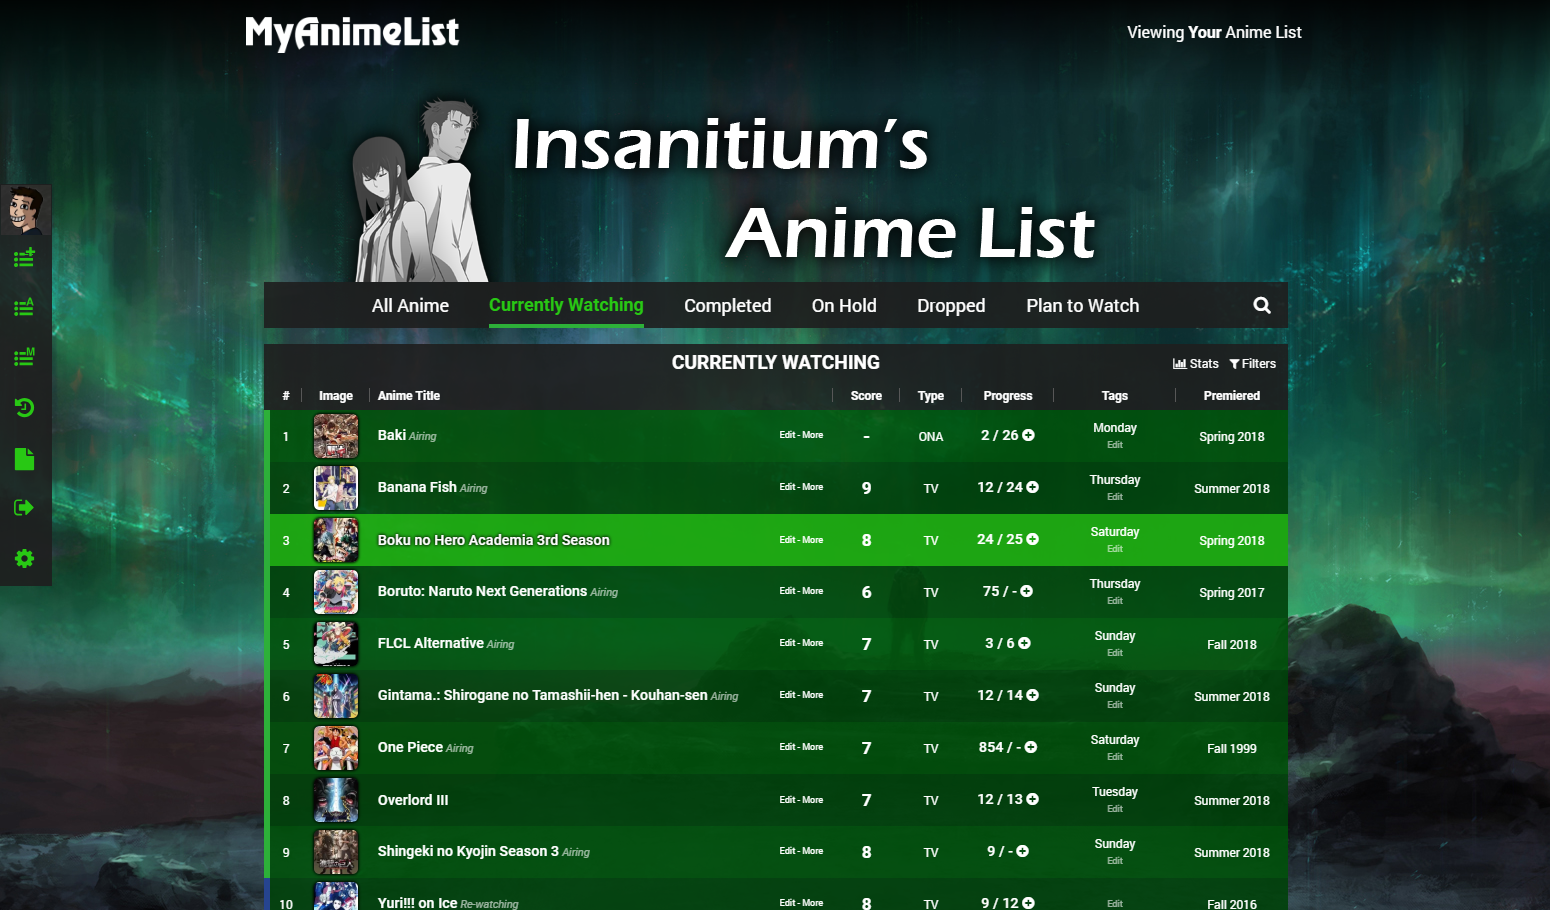 MyAnimeList
Viewing Your Anime List
Insanitium's
Anime List
All Anime Currently Watching Completed On Hold Dropped Plan to Watch
CURRENTLY WATCHING
Stats Filters
# Image Anime Title Score Type Progress Tags Premiered
1 Baki Airing Edit - More - ONA 2 / 26 Monday Edit Spring 2018
2 Banana Fish Airing Edit - More 9 TV 12 / 24 Thursday Edit Summer 2018
3 Boku no Hero Academia 3rd Season Edit - More 8 TV 24 / 25 Saturday Edit Spring 2018
4 Boruto: Naruto Next Generations Airing Edit - More 6 TV 75 / - Thursday Edit Spring 2017
5 FLCL Alternative Airing Edit - More 7 TV 3 / 6 Sunday Edit Fall 2018
6 Gintama.: Shirogane no Tamashii-hen - Kouhan-sen Airing Edit - More 7 TV 12 / 14 Sunday Edit Summer 2018
7 One Piece Airing Edit - More 7 TV 854 / - Saturday Edit Fall 1999
8 Overlord III Edit - More 7 TV 12 / 13 Tuesday Edit Summer 2018
9 Shingeki no Kyojin Season 3 Airing Edit - More 8 TV 9 / - Sunday Edit Summer 2018
10 Yuri!!! on Ice Re-watching Edit - More 8 TV 9 / 12 Edit Fall 2016